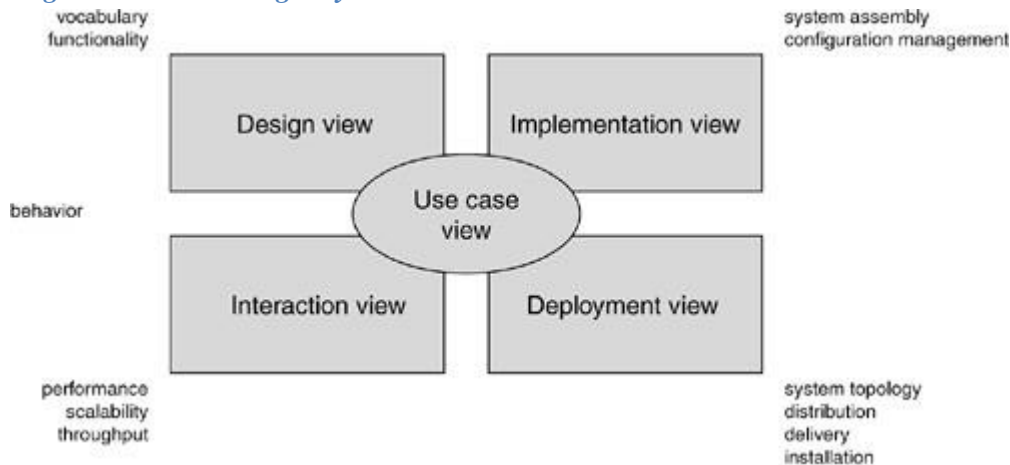 vocabulary
functionality
system assembly
configuration management
Design view
Implementation view
behavior
Use case
view
Interaction view
Deployment view
performance
scalability
throughput
system topology
distribution
delivery
installation